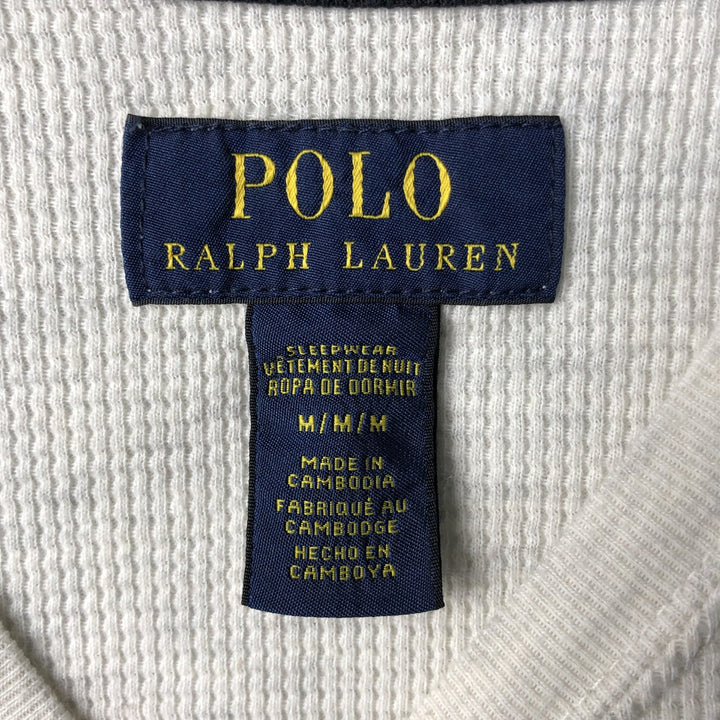 POLO
RALPH LAUREN
SLEEPWEAR
VÊTEMENT DE NUIT
ROPA DE DORMIR
M/M/M
MADE IN
CAMBODIA
FABRIQUÉ AU
CAMBODGE
HECHO EN
CAMBOYA